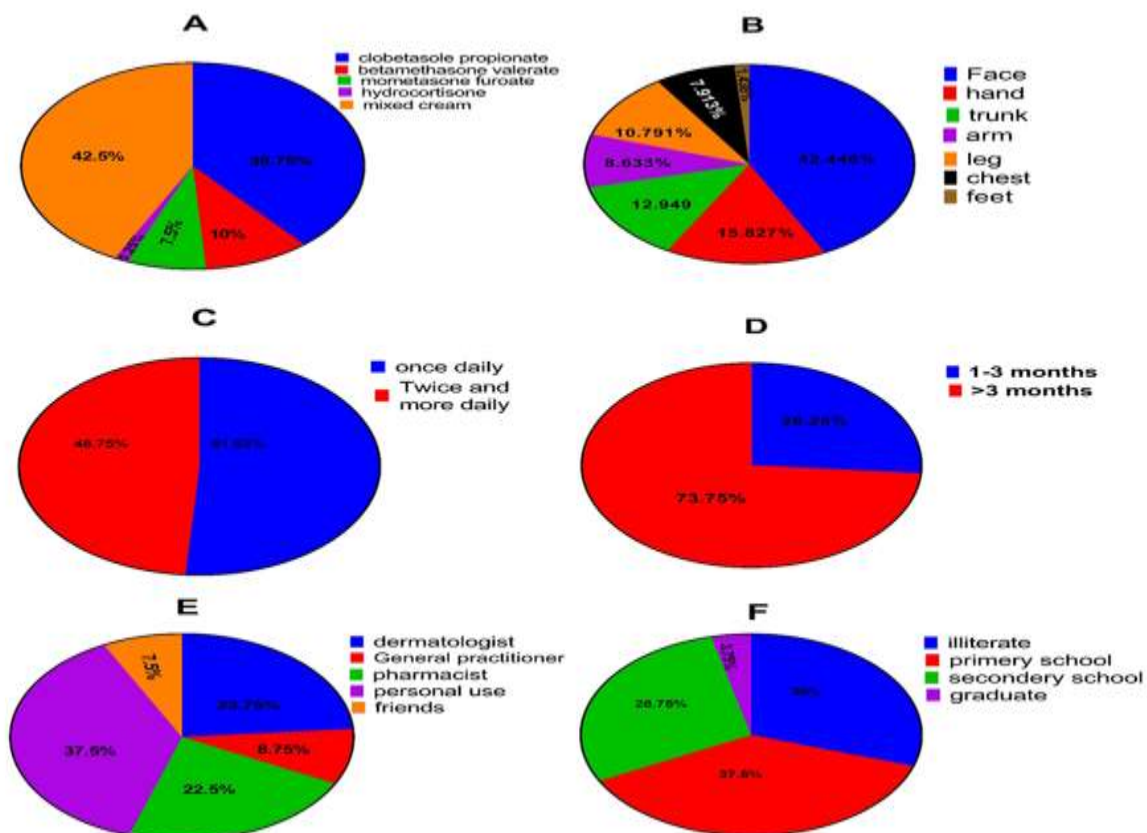 A
clobetasole propionate
betamethasone valerate
mometasone furoate
hydrocortisone
mixed cream
42.5%
10%
7.5%
B
Face
hand
trunk
arm
leg
chest
feet
7.913%
10.791%
8.633%
12.949
15.827%
C
once daily
Twice and
more daily
48.75%
D
1-3 months
>3 months
73.75%
E
dermatologist
General practitioner
pharmacist
personal use
friends
7.5%
37.5%
8.75%
22.5%
F
illiterate
primery school
secondery school
graduate